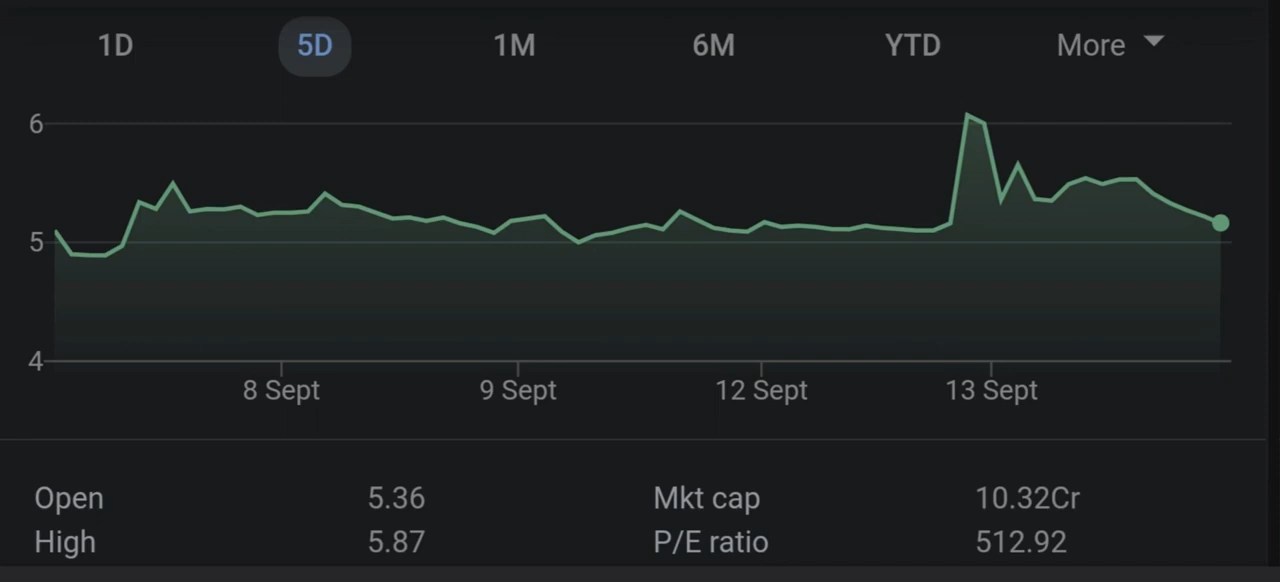 1D 5D 1M 6M YTD More
6
5
4
8 Sept 9 Sept 12 Sept 13 Sept
Open 5.36 Mkt cap 10.32Cr
High 5.87 P/E ratio 512.92